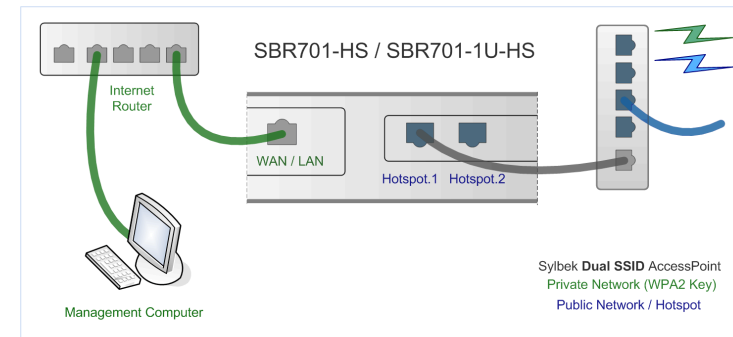 SBR701-HS / SBR701-1U-HS
Internet
Router
WAN / LAN
Hotspot.1 Hotspot.2
Management Computer
Sylbek Dual SSID AccessPoint
Private Network (WPA2 Key)
Public Network / Hotspot